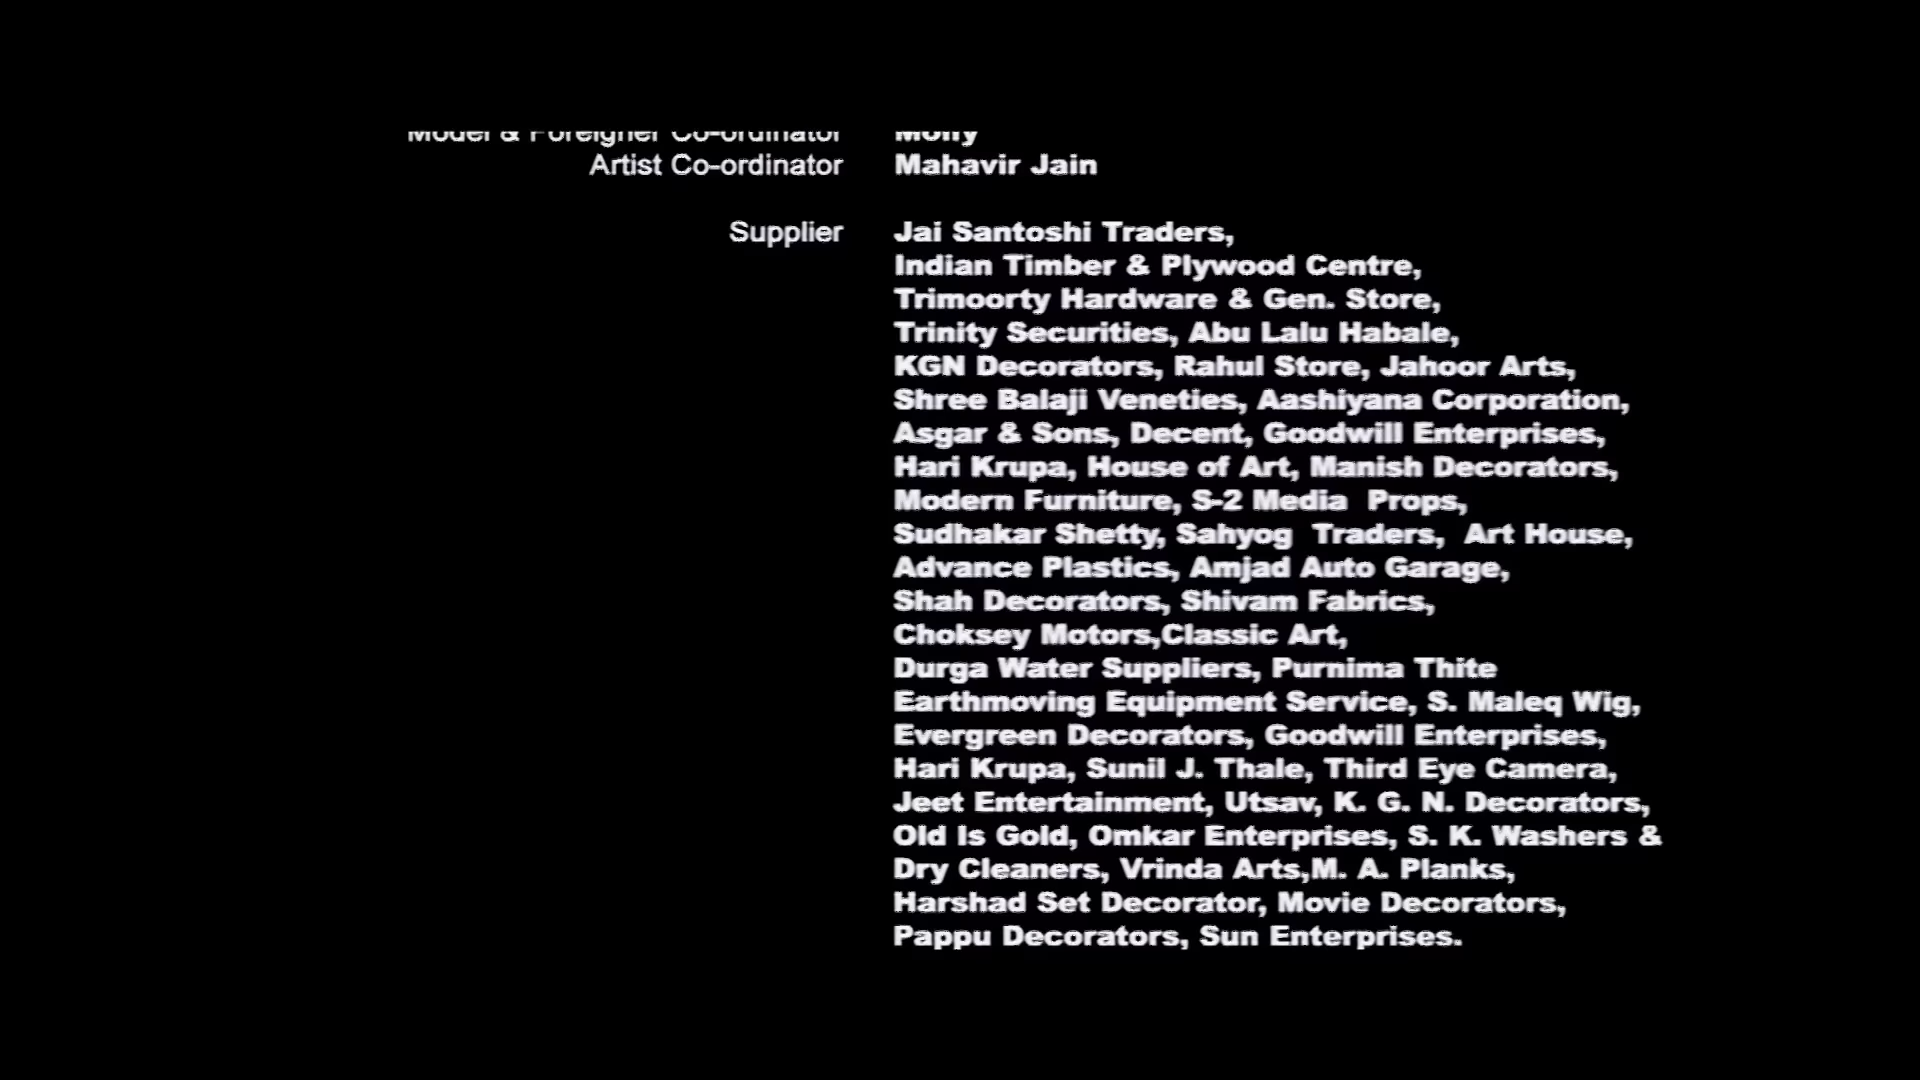 Model & Foreigner Co-ordinator Molly
Artist Co-ordinator Mahavir Jain
Supplier Jai Santoshi Traders,
Indian Timber & Plywood Centre,
Trimoorty Hardware & Gen. Store,
Trinity Securities, Abu Lalu Habale,
KGN Decorators, Rahul Store, Jahoor Arts,
Shree Balaji Veneties, Aashiyana Corporation,
Asgar & Sons, Decent, Goodwill Enterprises,
Hari Krupa, House of Art, Manish Decorators,
Modern Furniture, S-2 Media  Props,
Sudhakar Shetty, Sahyog  Traders,  Art House,
Advance Plastics, Amjad Auto Garage,
Shah Decorators, Shivam Fabrics,
Choksey Motors,Classic Art,
Durga Water Suppliers, Purnima Thite
Earthmoving Equipment Service, S. Maleq Wig,
Evergreen Decorators, Goodwill Enterprises,
Hari Krupa, Sunil J. Thale, Third Eye Camera,
Jeet Entertainment, Utsav, K. G. N. Decorators,
Old Is Gold, Omkar Enterprises, S. K. Washers &
Dry Cleaners, Vrinda Arts,M. A. Planks,
Harshad Set Decorator, Movie Decorators,
Pappu Decorators, Sun Enterprises.